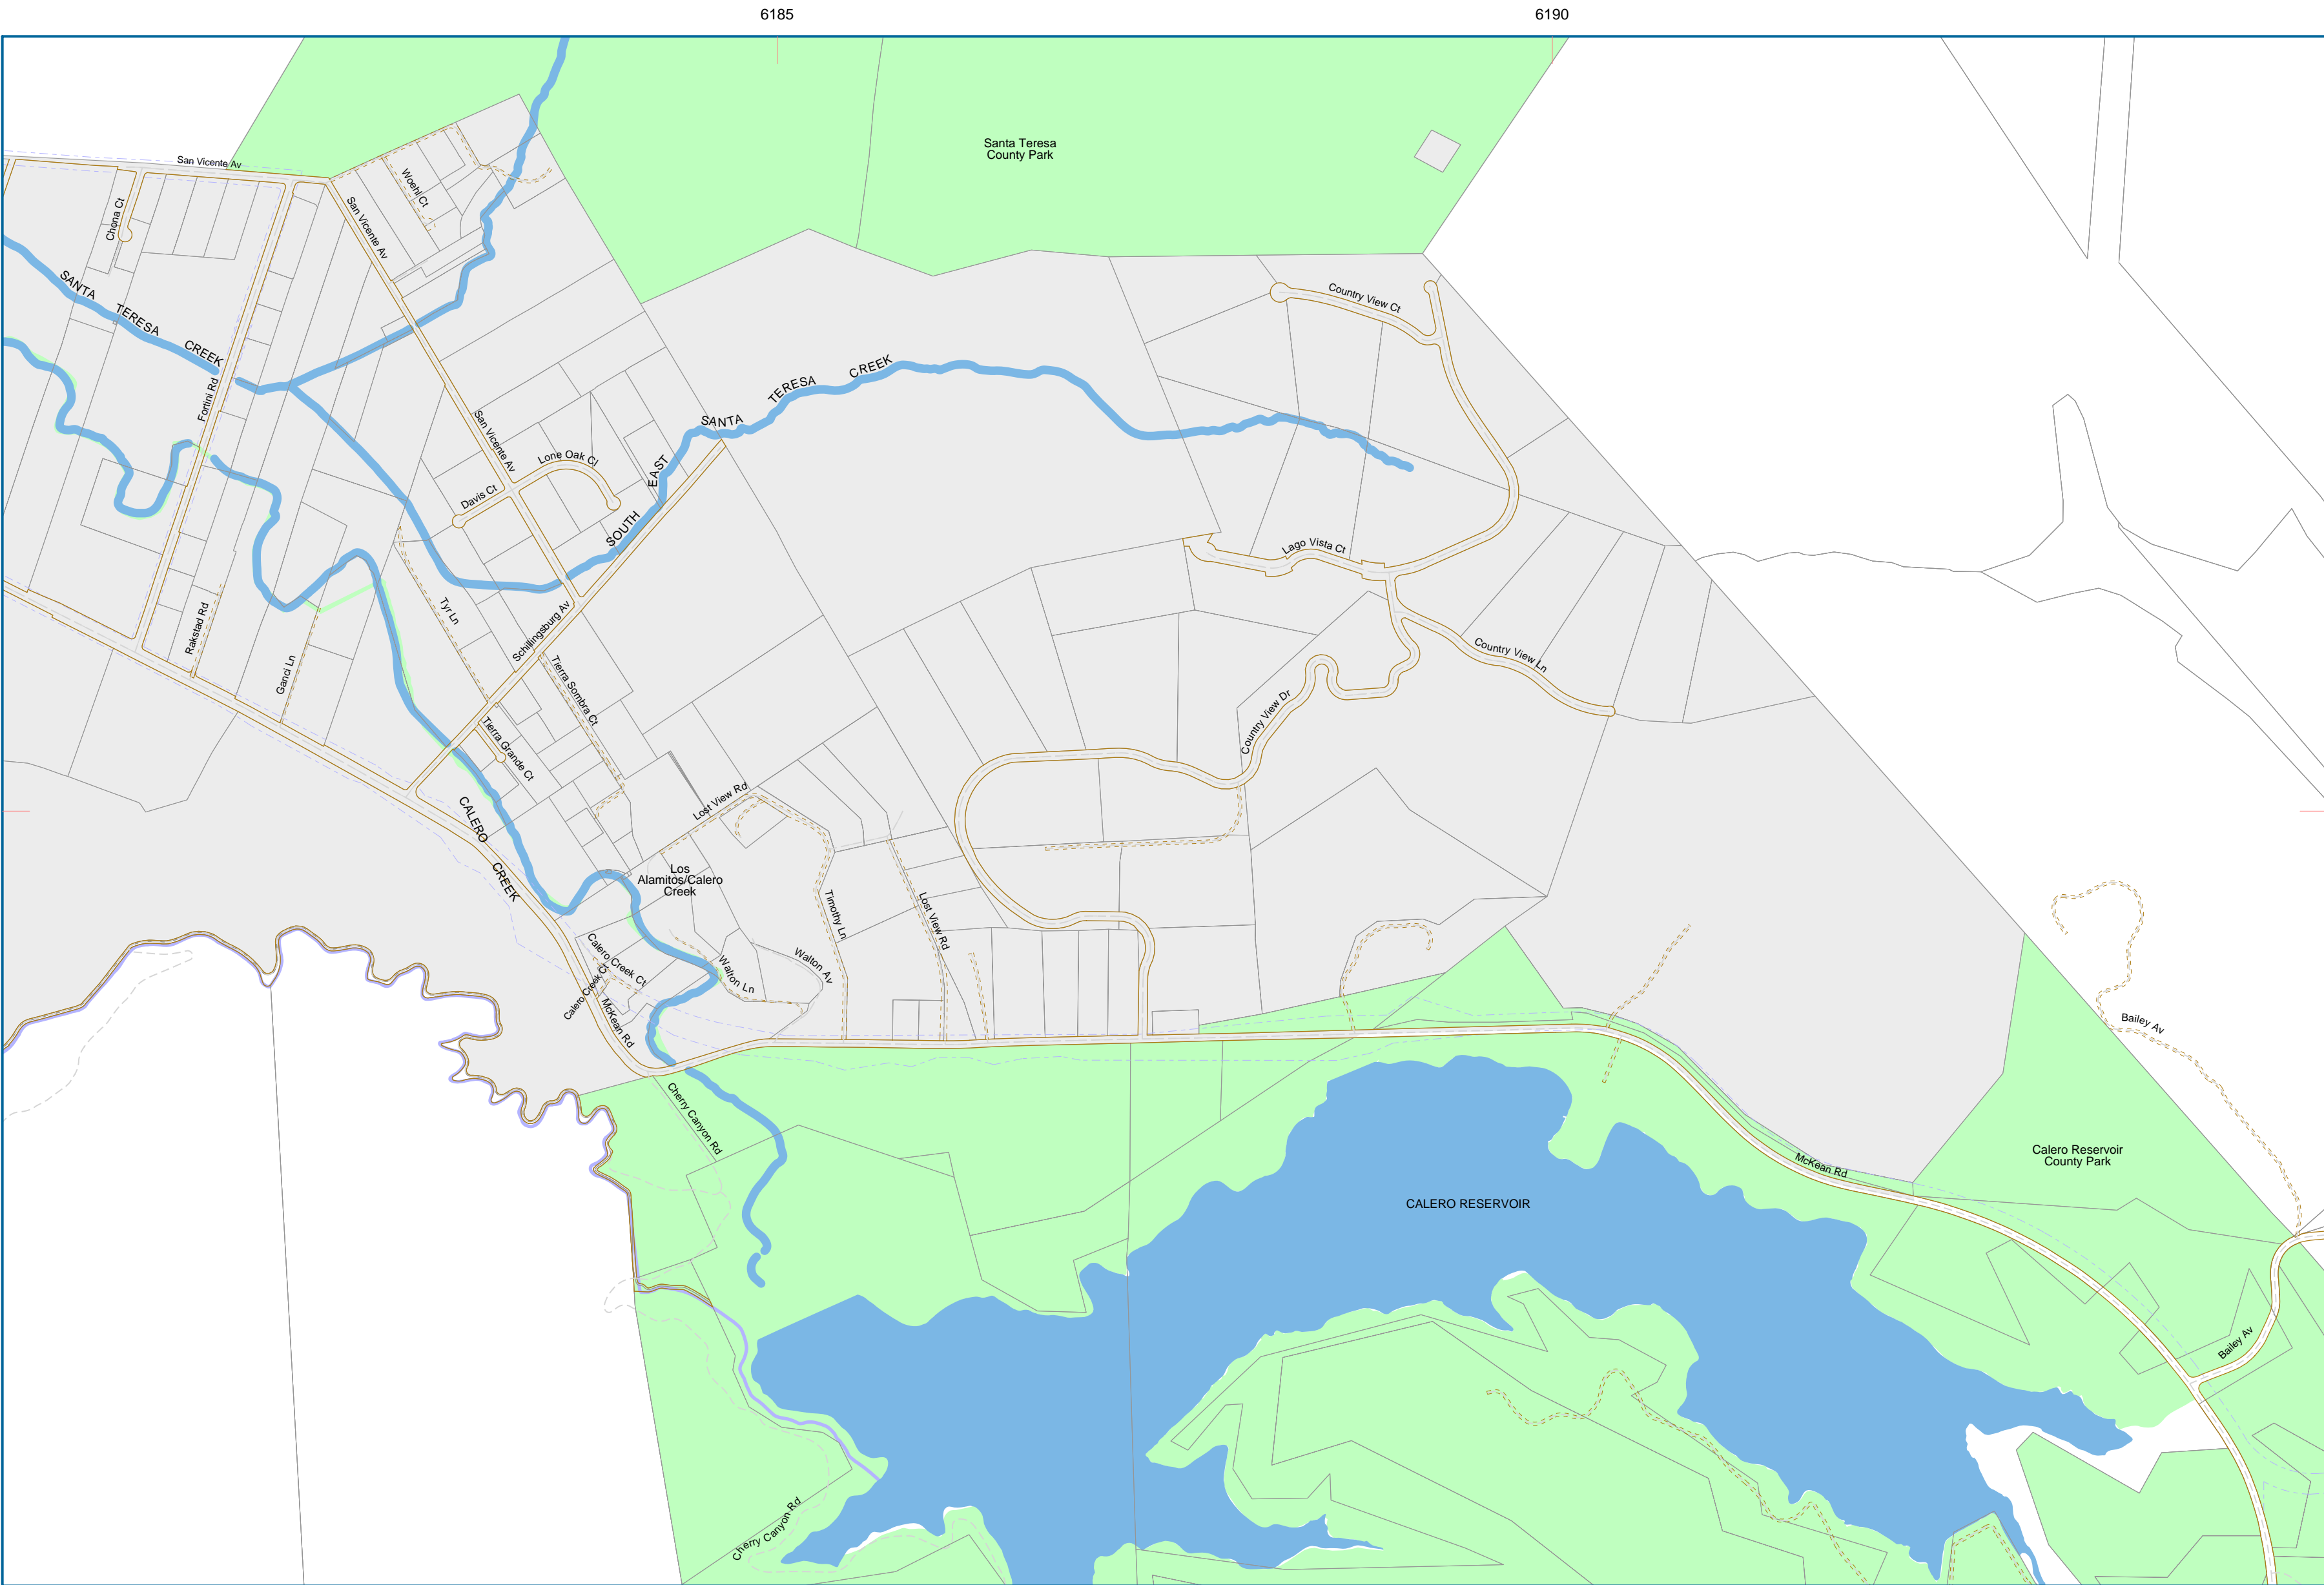 6185
6190
Santa Teresa
County Park
San Vicente Av
Woehl Ct
Chona Ct
San Vicente Av
SANTA
TERESA
CREEK
Country View Ct
Fortini Rd
SANTA
TERESA
CREEK
San Vicente Av
Lone Oak Cl
Davis Ct
EAST
SOUTH
Lago Vista Ct
Tyr Ln
Rakstad Rd
Schillingsburg Av
Ganci Ln
Tierra Sombra Ct
Country View Ln
Country View Dr
Tierra Grande Ct
Lost View Rd
CALERO
CREEK
Los
Alamitos/Calero
Creek
Timothy Ln
Lost View Rd
Calero Creek Ct
Calero Creek Ct
Walton Ln
Walton Av
McKean Rd
Bailey Av
Cherry Canyon Rd
McKean Rd
Calero Reservoir
County Park
CALERO RESERVOIR
Bailey Av
Cherry Canyon Rd